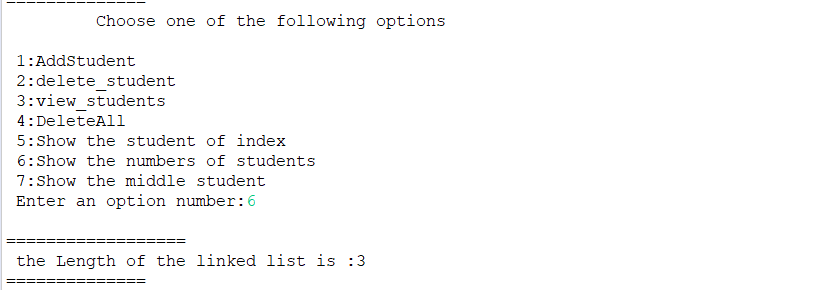 ==============
Choose one of the following options
1:AddStudent
2:delete_student
3:view_students
4:DeleteAll
5:Show the student of index
6:Show the numbers of students
7:Show the middle student
Enter an option number:6
==================
the Length of the linked list is :3
==============